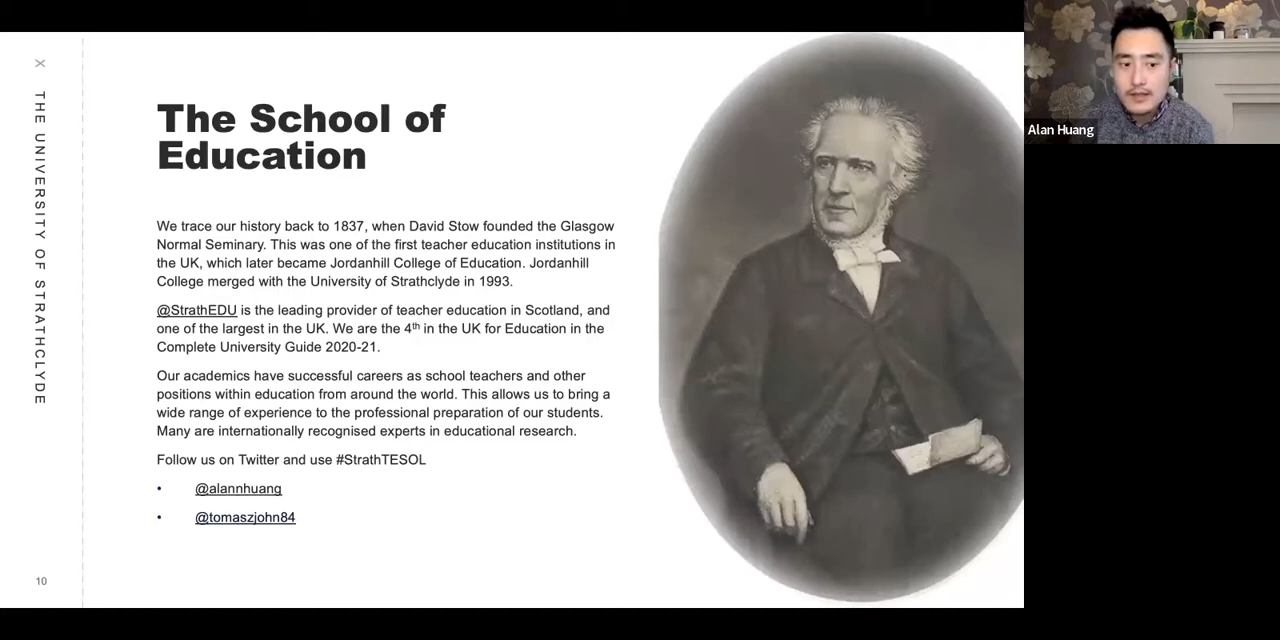 X THE UNIVERSITY OF STRATHCLYDE
The School of
Education
We trace our history back to 1837, when David Stow founded the Glasgow
Normal Seminary. This was one of the first teacher education institutions in
the UK, which later became Jordanhill College of Education. Jordanhill
College merged with the University of Strathclyde in 1993.
@StrathEDU is the leading provider of teacher education in Scotland, and
one of the largest in the UK. We are the 4th in the UK for Education in the
Complete University Guide 2020-21.
Our academics have successful careers as school teachers and other
positions within education from around the world. This allows us to bring a
wide range of experience to the professional preparation of our students.
Many are internationally recognised experts in educational research.
Follow us on Twitter and use #StrathTESOL
• @alannhuang
• @tomaszjohn84
10
Alan Huang